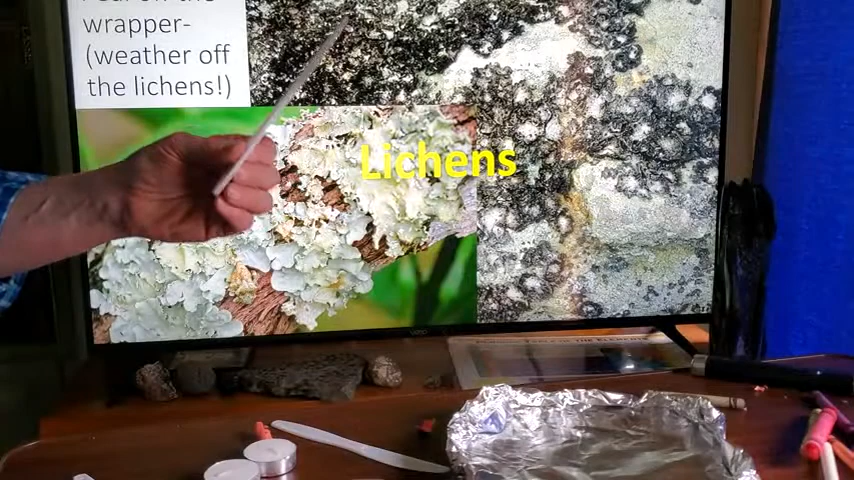 wrapper-
(weather off
the lichens!)
Lichens